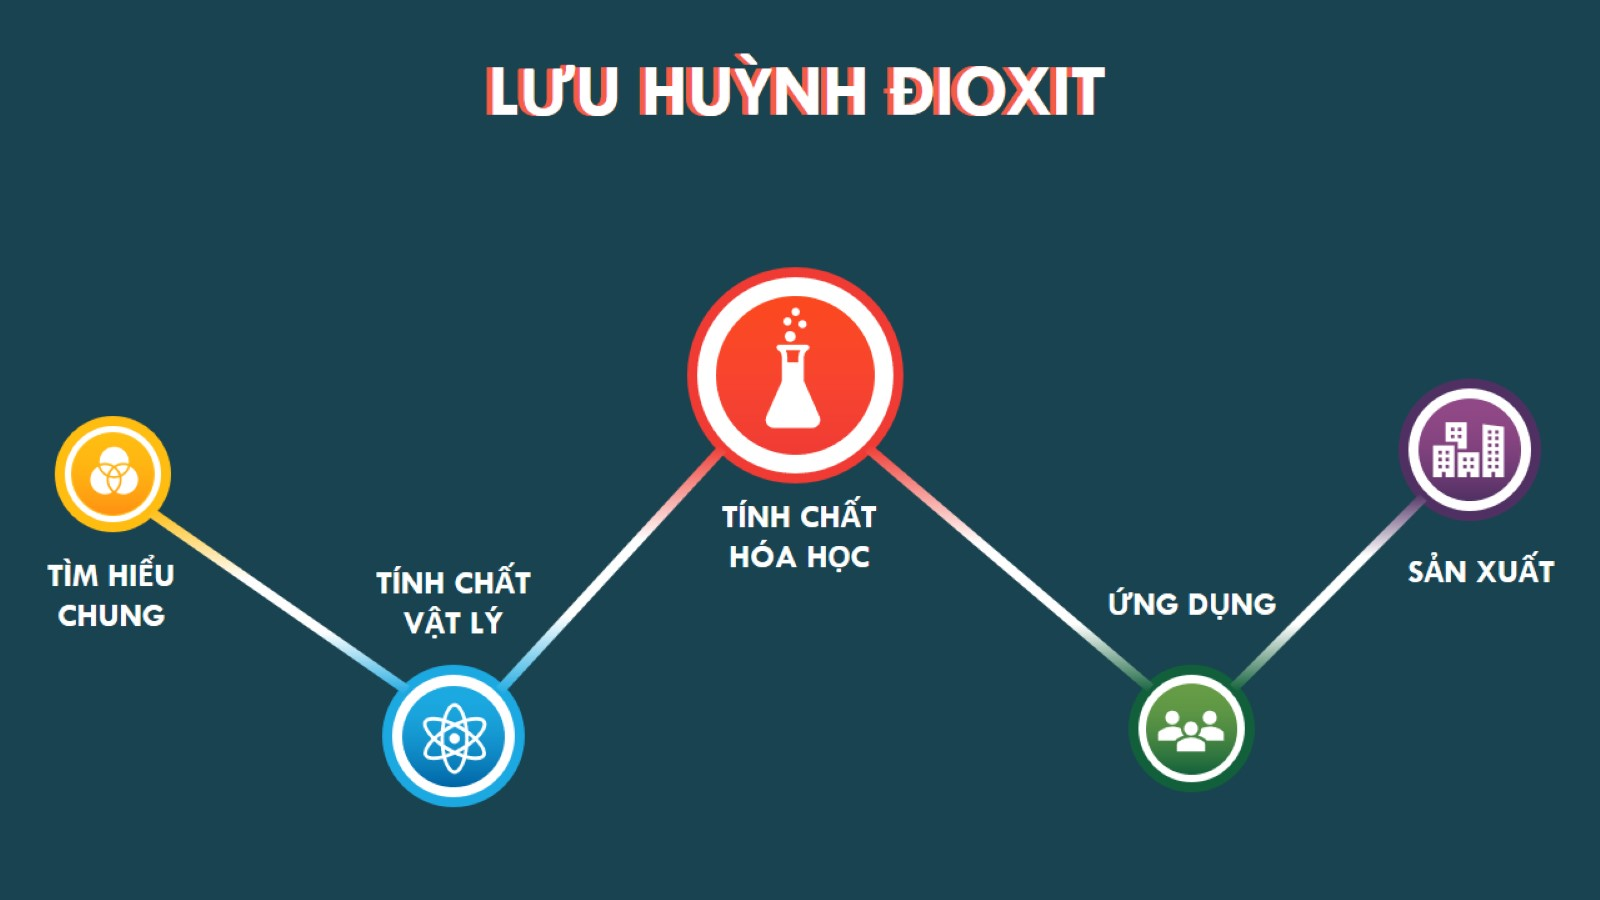 LƯU HUỲNH ĐIOXIT
TÌM HIỂU
CHUNG
TÍNH CHẤT
VẬT LÝ
TÍNH CHẤT
HÓA HỌC
ỨNG DỤNG
SẢN XUẤT